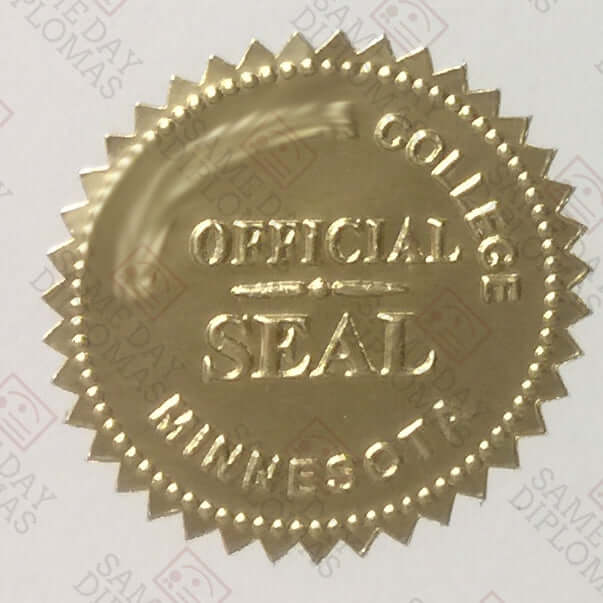 COLLEGE
OFFICIAL
SEAL
MINNESOTA
SAME DAY
DIPLOMAS